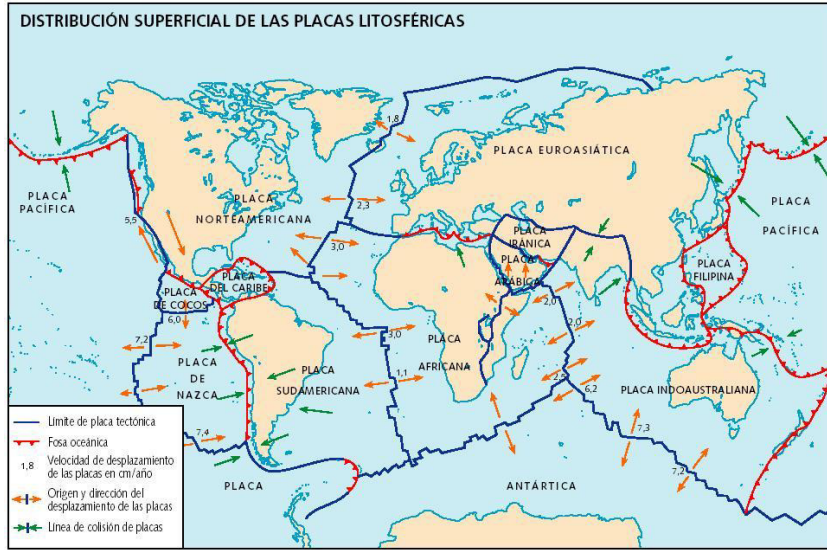 DISTRIBUCIÓN SUPERFICIAL DE LAS PLACAS LITOSFÉRICAS
1,8
PLACA EUROASIÁTICA
PLACA
PACÍFICA
PLACA
NORTEAMERICANA
2,3
PLACA
PACÍFICA
5,5
3,0
PLACA
IRÁNICA
PLACA
ARÁBIGA
PLACA
FILIPINA
PLACA
DEL CARIBE
PLACA
DE COCOS
6,0
2,0
7,2
3,0
2,0
PLACA
AFRICANA
PLACA
DE
NAZCA
PLACA
SUDAMERICANA
1,1
2,5
6,2
PLACA INDOAUSTRALIANA
7,4
7,3
7,2
PLACA
ANTÁRTICA
Límite de placa tectónica
Fosa oceánica
1,8
Velocidad de desplazamiento
de las placas en cm/año
Origen y dirección del
desplazamiento de las placas
Línea de colisión de placas